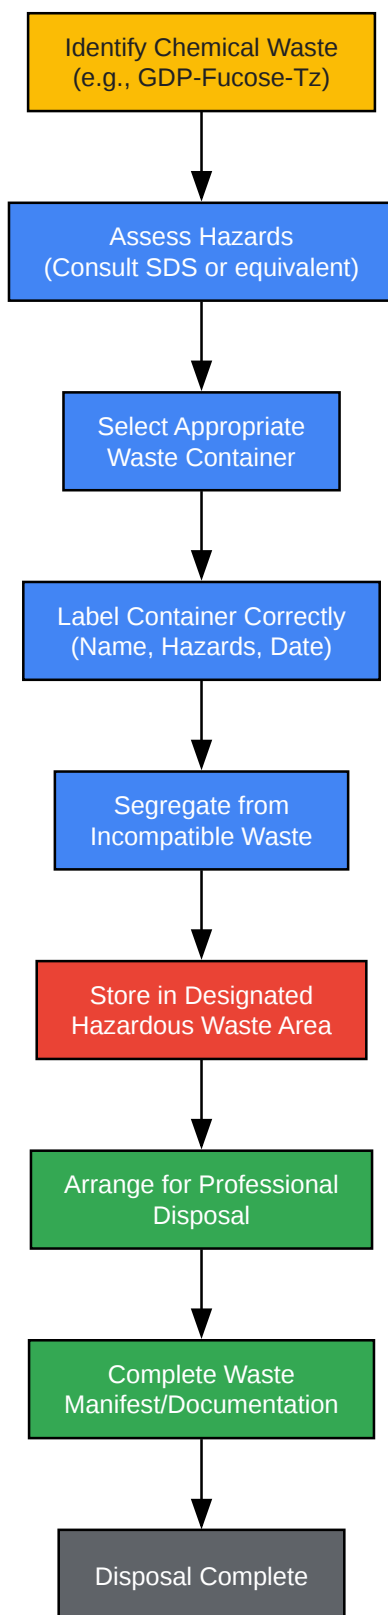 Identify Chemical Waste
(e.g., GDP-Fucose-Tz)
Assess Hazards
(Consult SDS or equivalent)
Select Appropriate
Waste Container
Label Container Correctly
(Name, Hazards, Date)
Segregate from
Incompatible Waste
Store in Designated
Hazardous Waste Area
Arrange for Professional
Disposal
Complete Waste
Manifest/Documentation
Disposal Complete